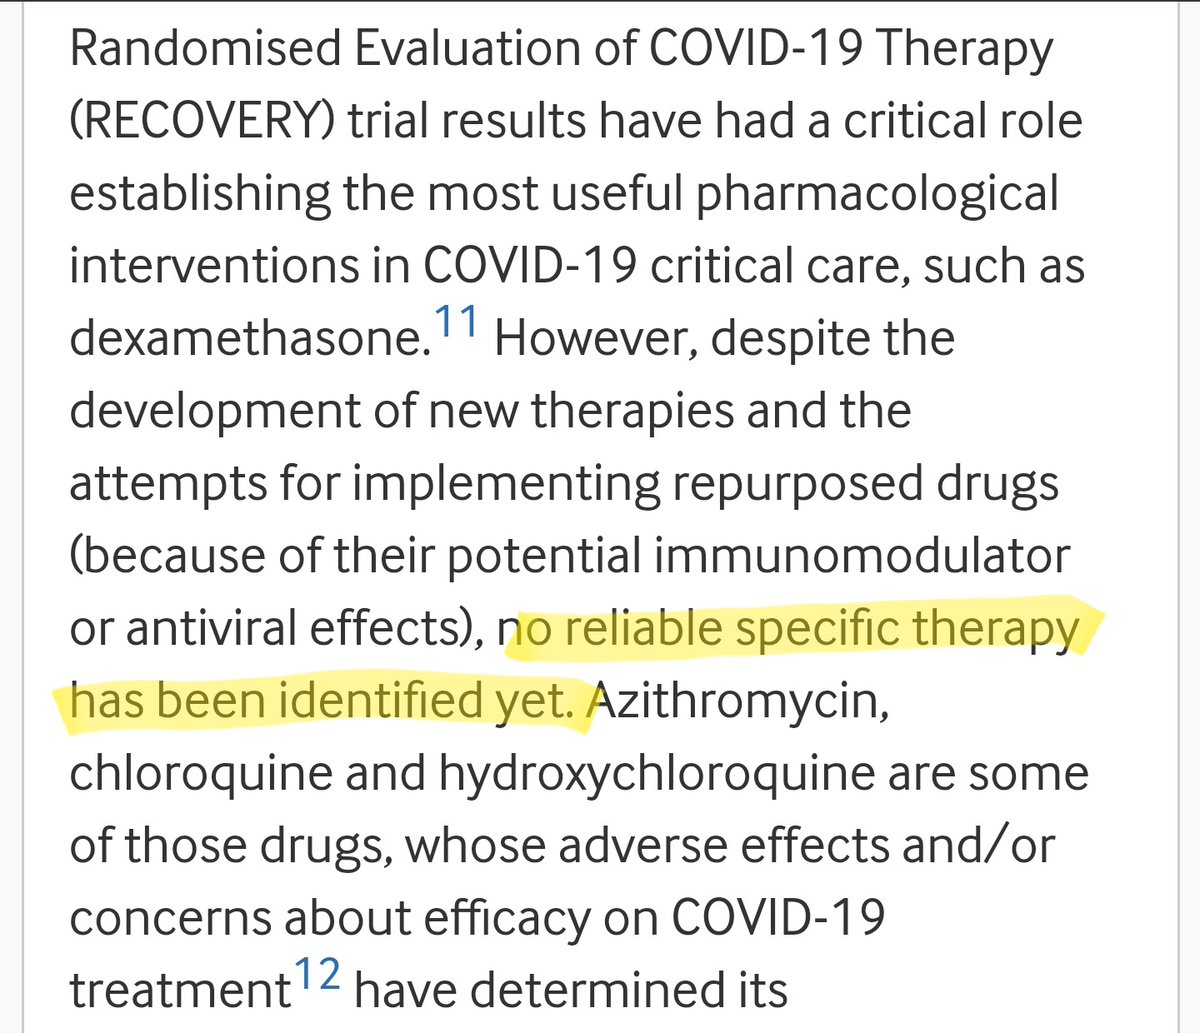 Randomised Evaluation of COVID-19 Therapy
(RECOVERY) trial results have had a critical role
establishing the most useful pharmacological
interventions in COVID-19 critical care, such as
dexamethasone.11 However, despite the
development of new therapies and the
attempts for implementing repurposed drugs
(because of their potential immunomodulator
or antiviral effects), no reliable specific therapy
has been identified yet. Azithromycin,
chloroquine and hydroxychloroquine are some
of those drugs, whose adverse effects and/or
concerns about efficacy on COVID-19
treatment12 have determined its